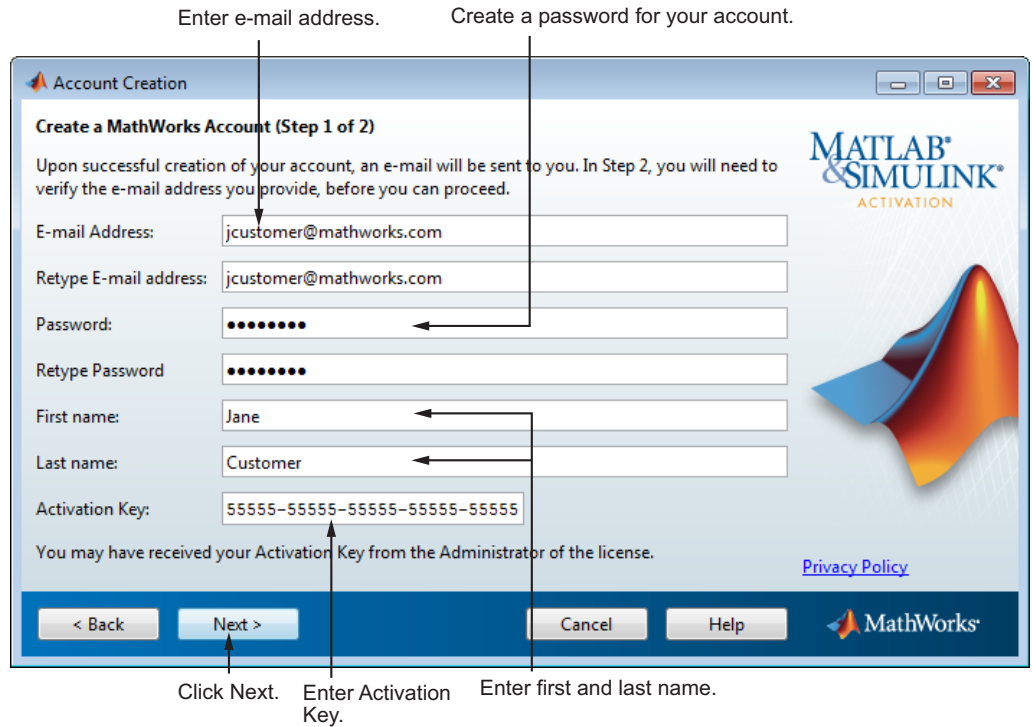 Enter e-mail address.
Create a password for your account.
Account Creation
Create a MathWorks Account (Step 1 of 2)
Upon successful creation of your account, an e-mail will be sent to you. In Step 2, you will need to
verify the e-mail address you provide, before you can proceed.
MATLAB®
&SIMULINK®
ACTIVATION
E-mail Address:
jcustomer@mathworks.com
Retype E-mail address:
jcustomer@mathworks.com
Password:
●●●●●●●●
Retype Password
●●●●●●●●
First name:
Jane
Last name:
Customer
Activation Key:
55555-55555-55555-55555-55555
You may have received your Activation Key from the Administrator of the license.
Privacy Policy
< Back
Next >
Cancel
Help
MathWorks®
Click Next.
Enter Activation
Key.
Enter first and last name.